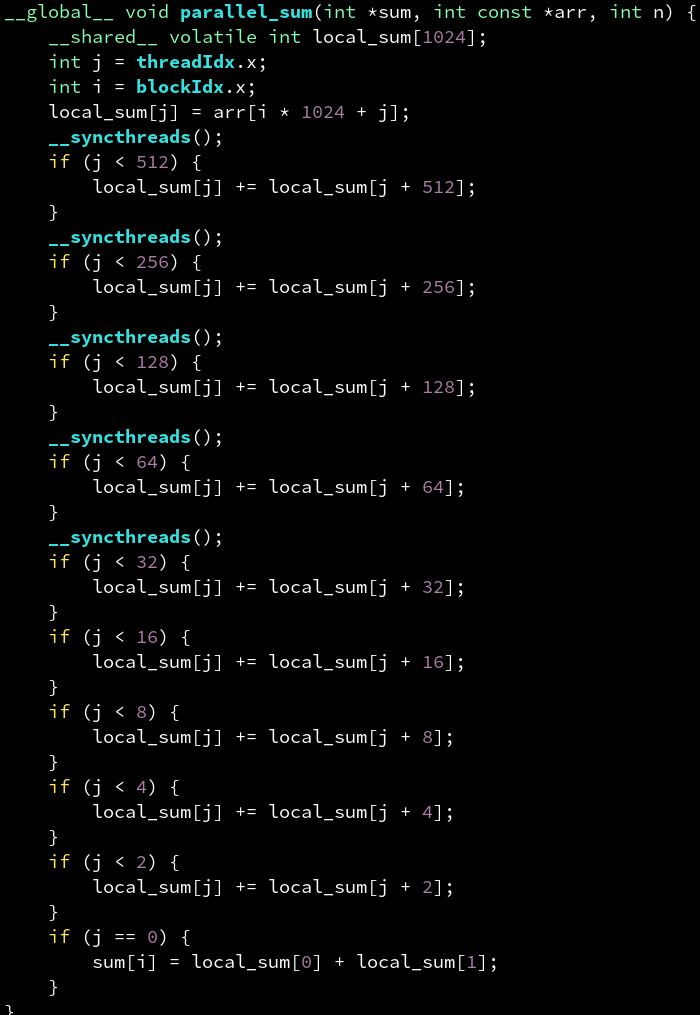 __global__ void parallel_sum(int *sum, int const *arr, int n) {
    __shared__ volatile int local_sum[1024];
    int j = threadIdx.x;
    int i = blockIdx.x;
    local_sum[j] = arr[i * 1024 + j];
    __syncthreads();
    if (j < 512) {
        local_sum[j] += local_sum[j + 512];
    }
    __syncthreads();
    if (j < 256) {
        local_sum[j] += local_sum[j + 256];
    }
    __syncthreads();
    if (j < 128) {
        local_sum[j] += local_sum[j + 128];
    }
    __syncthreads();
    if (j < 64) {
        local_sum[j] += local_sum[j + 64];
    }
    __syncthreads();
    if (j < 32) {
        local_sum[j] += local_sum[j + 32];
    }
    if (j < 16) {
        local_sum[j] += local_sum[j + 16];
    }
    if (j < 8) {
        local_sum[j] += local_sum[j + 8];
    }
    if (j < 4) {
        local_sum[j] += local_sum[j + 4];
    }
    if (j < 2) {
        local_sum[j] += local_sum[j + 2];
    }
    if (j == 0) {
        sum[i] = local_sum[0] + local_sum[1];
    }
}